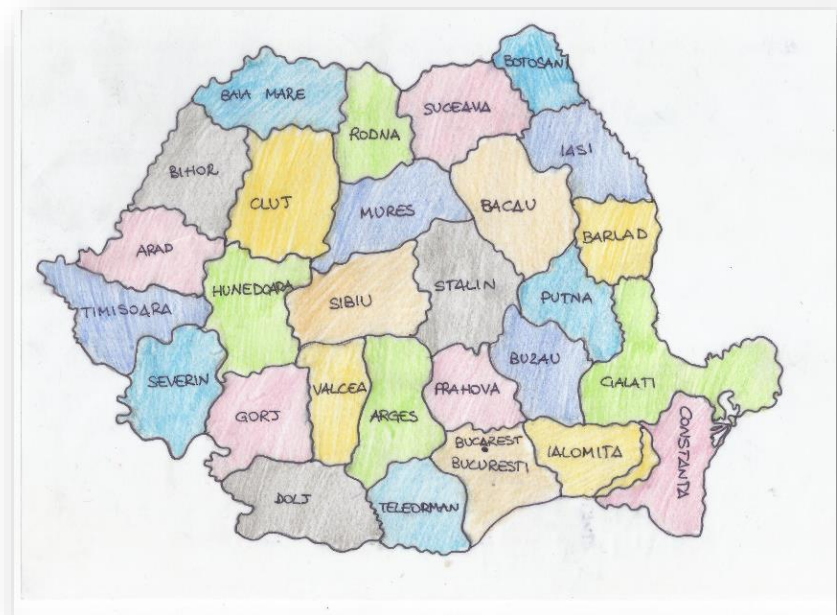 BOTOSANI
BAIA MARE
SUCEAVA
RODNA
IASI
BIHOR
CLUJ
MURES
BACAU
BARLAD
ARAD
HUNEDOARA
STALIN
PUTNA
TIMISOARA
SIBIU
BUZAU
SEVERIN
VALCEA
PRAHOVA
GALATI
GORJ
ARGES
CONSTANTA
BUCAREST
BUCURESTI
IALOMITA
DOLJ
TELEORMAN